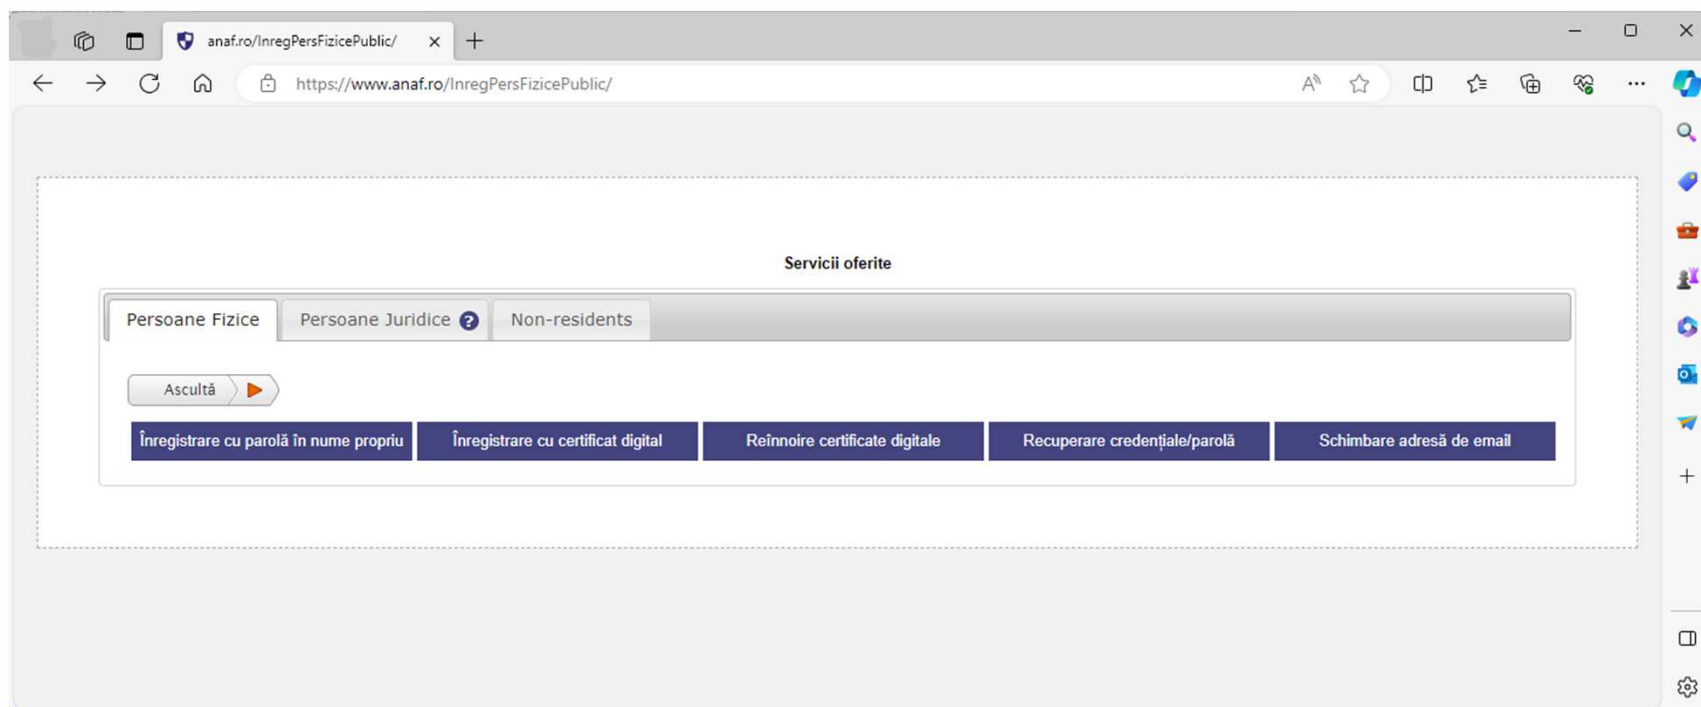 anaf.ro/InregPersFizicePublic/
https://www.anaf.ro/InregPersFizicePublic/
Servicii oferite
Persoane Fizice
Persoane Juridice ?
Non-residents
Ascultă
Înregistrare cu parolă în nume propriu
Înregistrare cu certificat digital
Reînnoire certificate digitale
Recuperare credențiale/parolă
Schimbare adresă de email